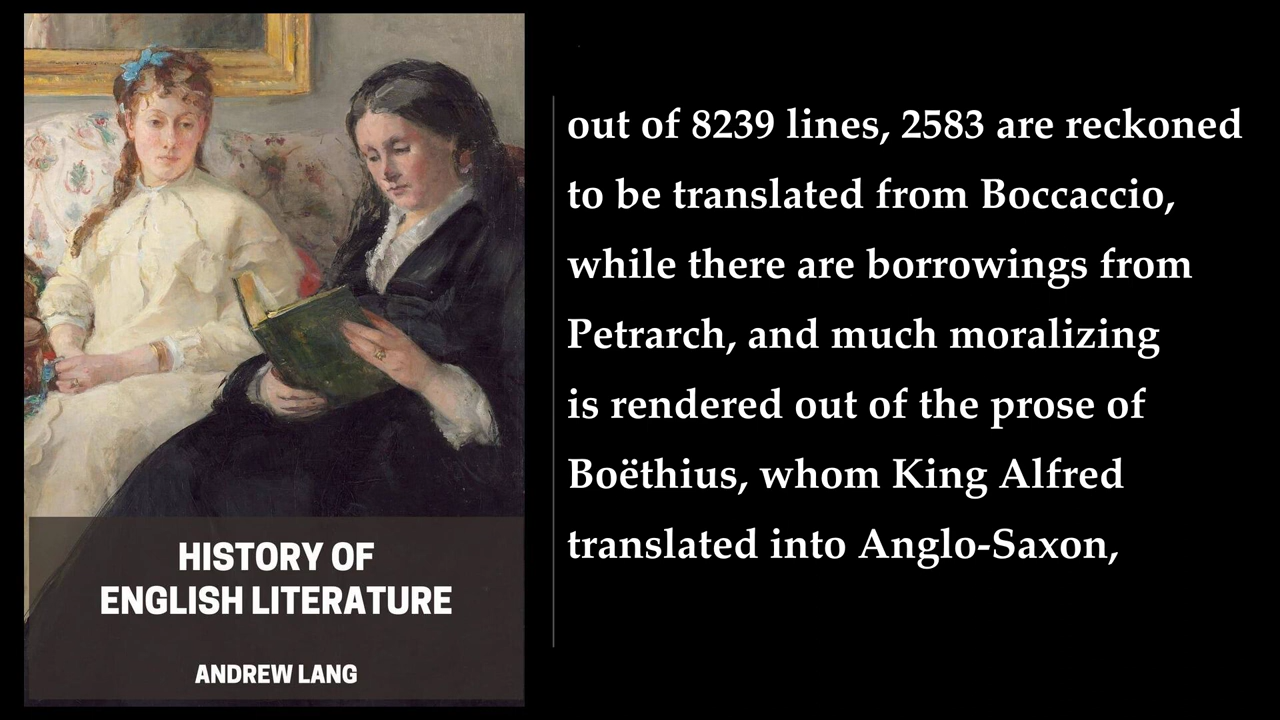 HISTORY OF
ENGLISH LITERATURE
ANDREW LANG
out of 8239 lines, 2583 are reckoned
to be translated from Boccaccio,
while there are borrowings from
Petrarch, and much moralizing
is rendered out of the prose of
Boëthius, whom King Alfred
translated into Anglo-Saxon,